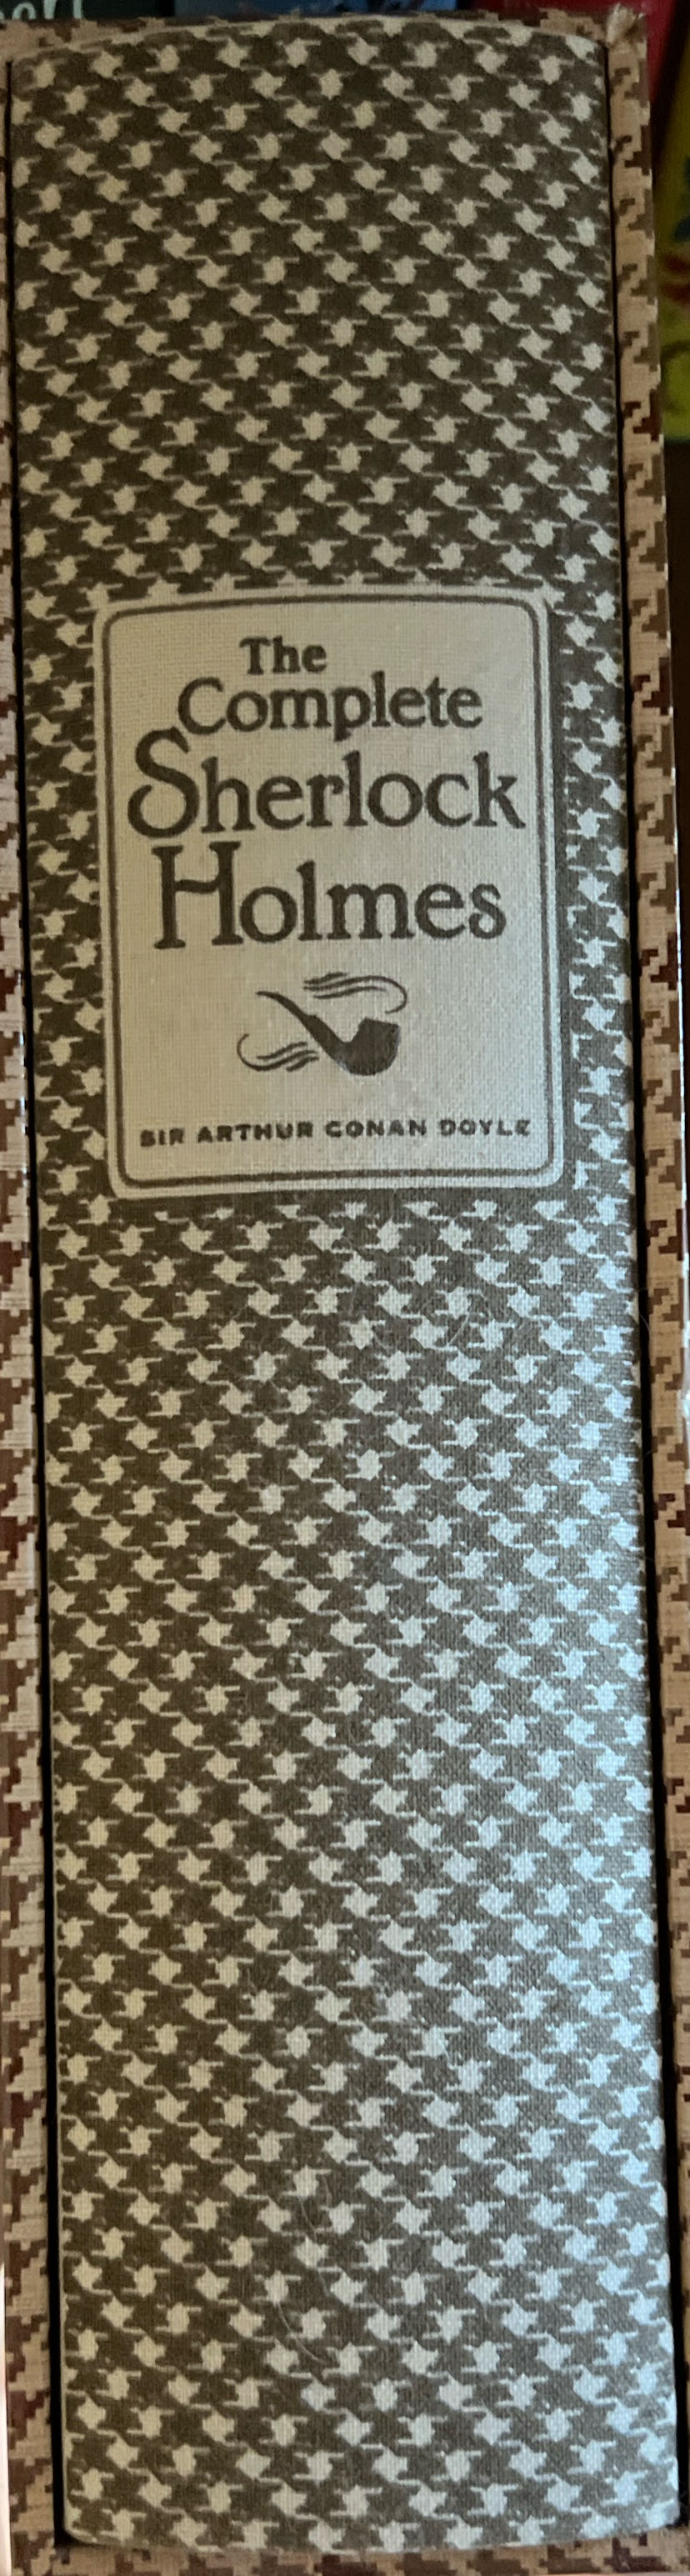 The
Complete
Sherlock
Holmes
SIR ARTHUR CONAN DOYLE